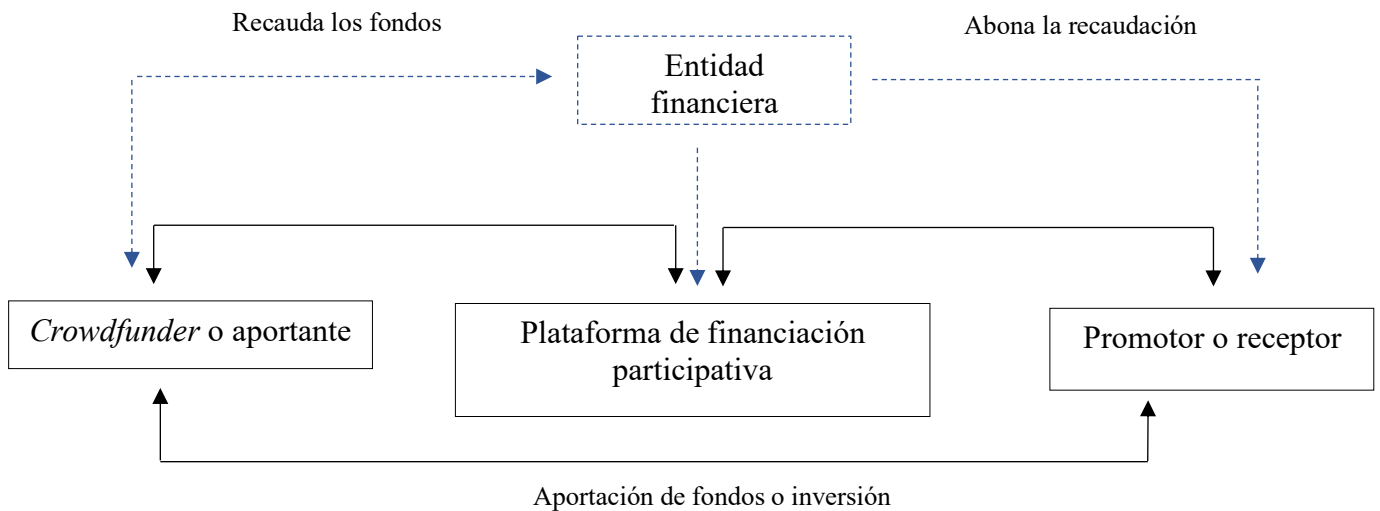 Recauda los fondos
Abona la recaudación
Entidad
financiera
Crowdfunder o aportante
Plataforma de financiación
participativa
Promotor o receptor
Aportación de fondos o inversión